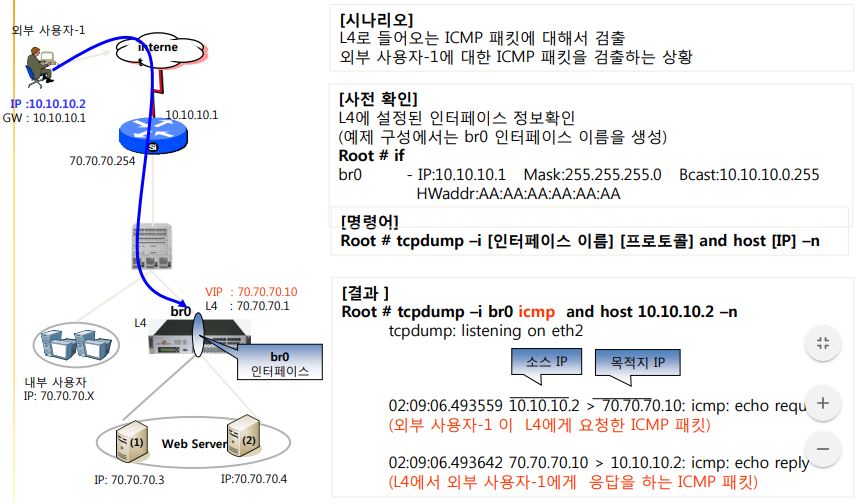 외부 사용자-1
interne
t
IP :10.10.10.2
GW : 10.10.10.1
10.10.10.1
Si
70.70.70.254
VIP : 70.70.70.10
L4 : 70.70.70.1
br0
L4
br0
인터페이스
내부 사용자
IP: 70.70.70.X
(1)
Web Server
(2)
IP: 70.70.70.3
IP:70.70.70.4
[시나리오]
L4로 들어오는 ICMP 패킷에 대해서 검출
외부 사용자-1에 대한 ICMP 패킷을 검출하는 상황
[사전 확인]
L4에 설정된 인터페이스 정보확인
(예제 구성에서는 br0 인터페이스 이름을 생성)
Root # if
br0 - IP:10.10.10.1 Mask:255.255.255.0 Bcast:10.10.10.0.255
HWaddr:AA:AA:AA:AA:AA:AA
[명령어]
Root # tcpdump –i [인터페이스 이름] [프로토콜] and host [IP] –n
[결과 ]
Root # tcpdump –i br0 icmp and host 10.10.10.2 –n
tcpdump: listening on eth2
소스 IP
목적지 IP
02:09:06.493559 10.10.10.2 > 70.70.70.10: icmp: echo requ
(외부 사용자-1 이 L4에게 요청한 ICMP 패킷)
02:09:06.493642 70.70.70.10 > 10.10.10.2: icmp: echo reply
(L4에서 외부 사용자-1에게 응답을 하는 ICMP 패킷)